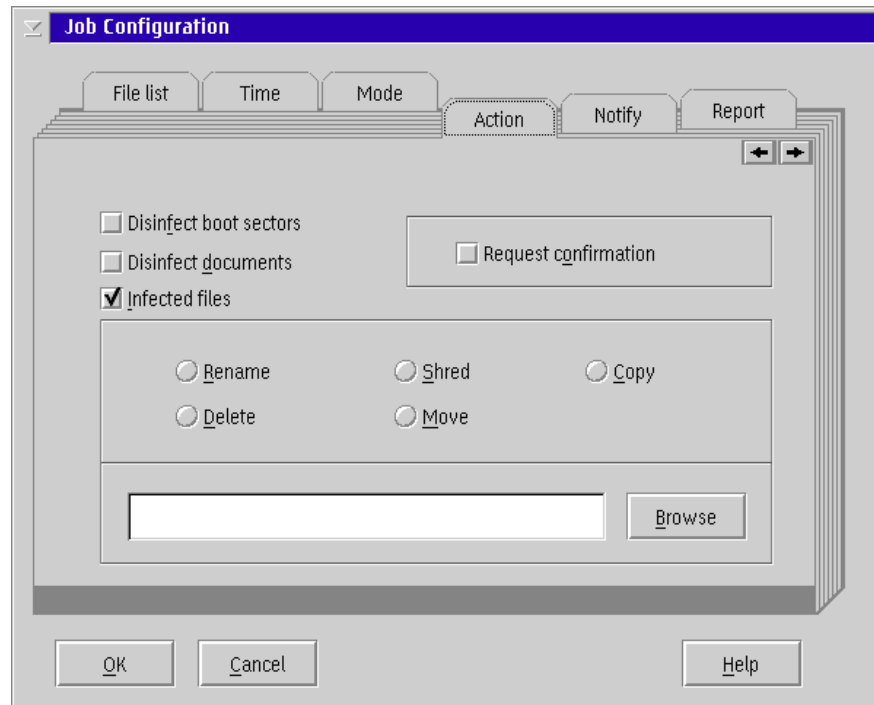 Job Configuration
File list
Time
Mode
Action
Notify
Report
Disinfect boot sectors
Disinfect documents
Infected files
Request confirmation
Rename
Shred
Copy
Delete
Move
Browse
OK
Cancel
Help